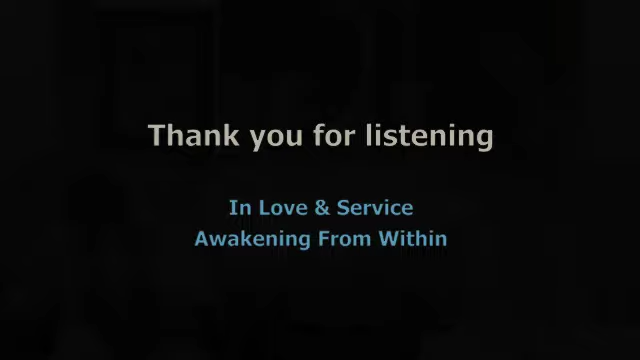 Thank you for listening
In Love & Service
Awakening From Within